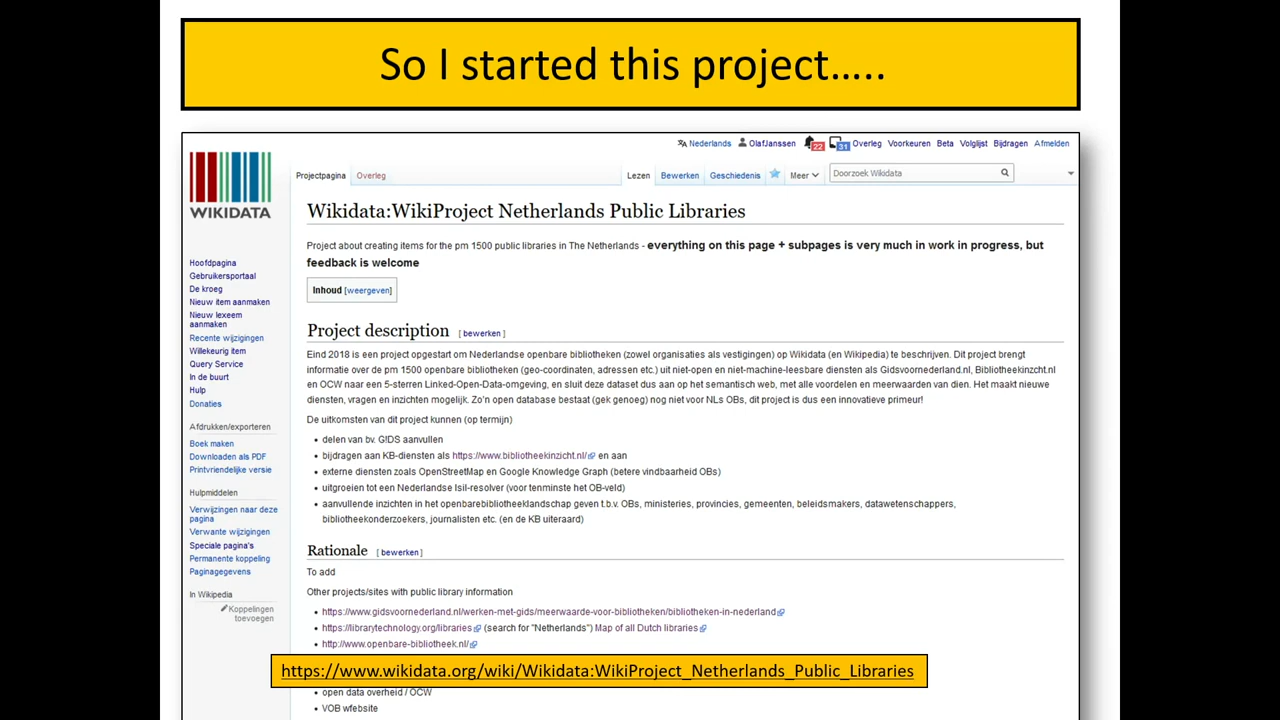 So I started this project…..
Nederlands OlafJanssen 22 31 Overleg Voorkeuren Beta Volglijst Bijdragen Afmelden
Projectpagina Overleg Lezen Bewerken Geschiedenis Meer Doorzoek Wikidata
WIKIDATA
Hoofdpagina
Gebruikersportaal
De kroeg
Nieuw item aanmaken
Nieuw lexeem
aanmaken
Recente wijzigingen
Willekeurig item
Query Service
In de buurt
Hulp
Donaties
Afdrukken/exporteren
Boek maken
Downloaden als PDF
Printvriendelijke versie
Hulpmiddelen
Verwijzingen naar deze
pagina
Verwante wijzigingen
Speciale pagina's
Permanente koppeling
Paginagegevens
In Wikipedia
Koppelingen
toevoegen
Wikidata:WikiProject Netherlands Public Libraries
Project about creating items for the pm 1500 public libraries in The Netherlands - everything on this page + subpages is very much in work in progress, but
feedback is welcome
Inhoud [weergeven]
Project description [ bewerken ]
Eind 2018 is een project opgestart om Nederlandse openbare bibliotheken (zowel organisaties als vestigingen) op Wikidata (en Wikipedia) te beschrijven. Dit project brengt
informatie over de pm 1500 openbare bibliotheken (geo-coordinaten, adressen etc.) uit niet-open en niet-machine-leesbare diensten als Gidsvoornederland.nl, Bibliotheekinzcht.nl
en OCW naar een 5-sterren Linked-Open-Data-omgeving, en sluit deze dataset dus aan op het semantisch web, met alle voordelen en meerwaarden van dien. Het maakt nieuwe
diensten, vragen en inzichten mogelijk. Zo'n open database bestaat (gek genoeg) nog niet voor NLs OBs, dit project is dus een innovatieve primeur!
De uitkomsten van dit project kunnen (op termijn)
• delen van bv. G!DS aanvullen
• bijdragen aan KB-diensten als https://www.bibliotheekinzicht.nl/ en aan
• externe diensten zoals OpenStreetMap en Google Knowledge Graph (betere vindbaarheid OBs)
• uitgroeien tot een Nederlandse Isil-resolver (voor tenminste het OB-veld)
• aanvullende inzichten in het openbarebibliotheeklandschap geven t.b.v. OBs, ministeries, provincies, gemeenten, beleidsmakers, datawetenschappers,
bibliotheekonderzoekers, journalisten etc. (en de KB uiteraard)
Rationale [ bewerken ]
To add
Other projects/sites with public library information
• https://www.gidsvoornederland.nl/werken-met-gids/meerwaarde-voor-bibliotheken/bibliotheken-in-nederland
• https://librarytechnology.org/libraries (search for "Netherlands") Map of all Dutch libraries
• http://www.openbare-bibliotheek.nl/
https://www.wikidata.org/wiki/Wikidata:WikiProject_Netherlands_Public_Libraries
open data overheid / OCW
• VOB wfebsite